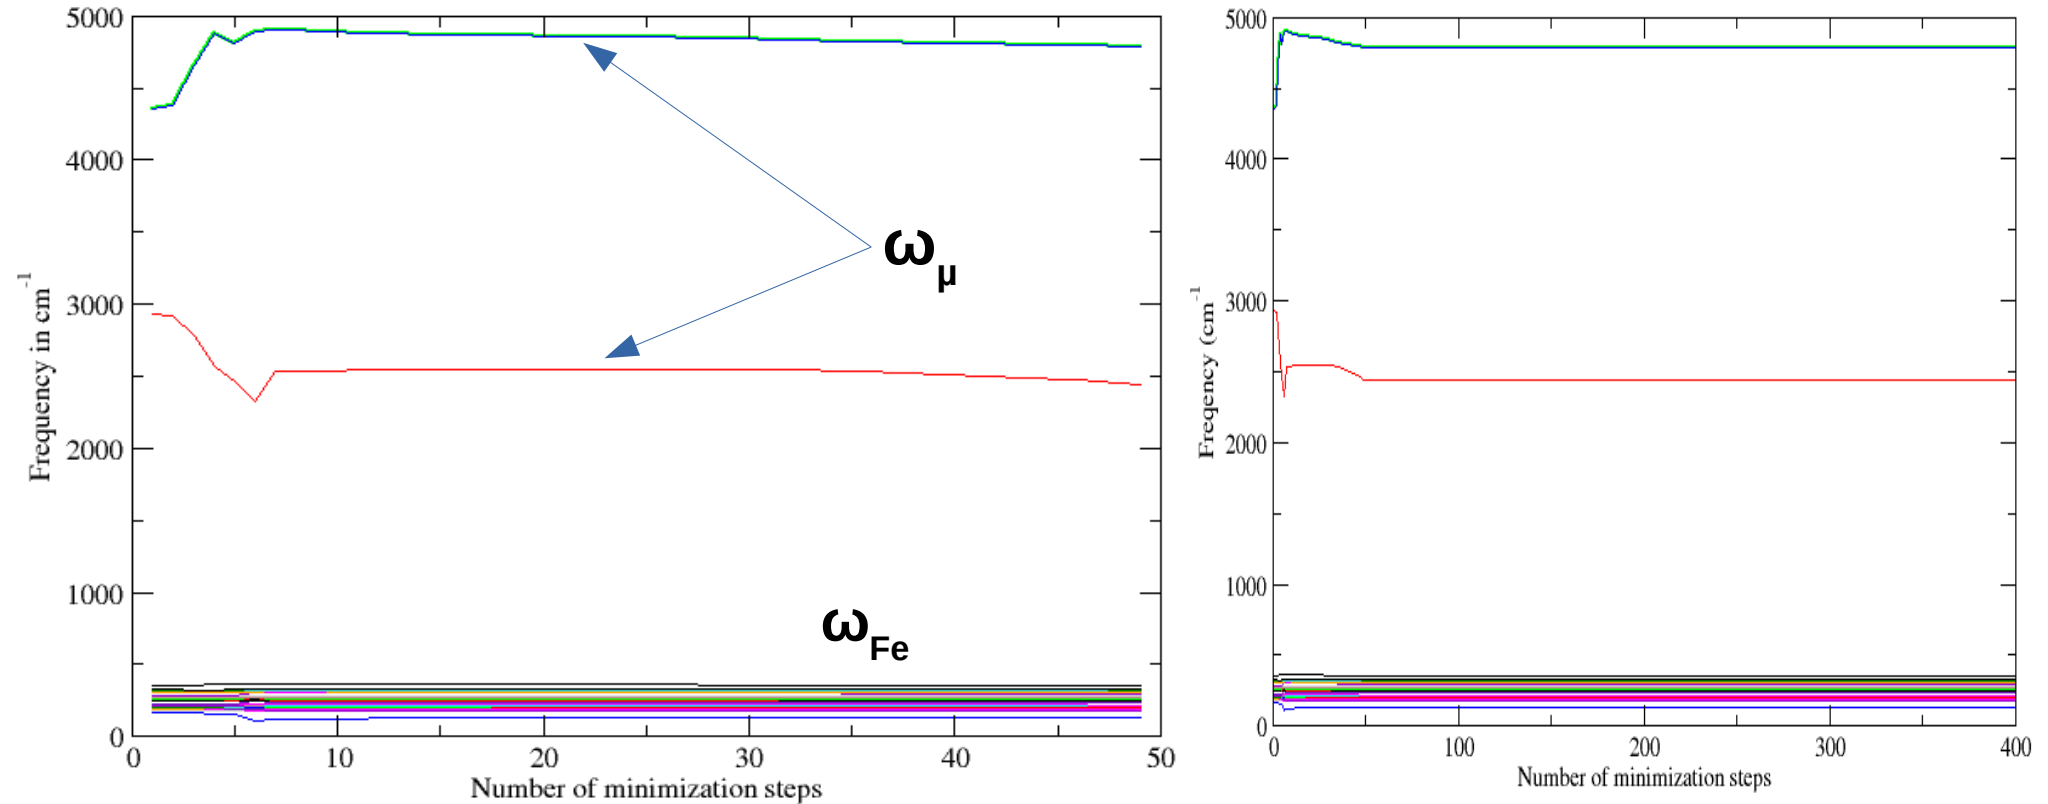 5000
4000
3000
2000
1000
0
Frequency in cm⁻¹
0 10 20 30 40 50
Number of minimization steps
ωμ
ωFe
5000
4000
3000
2000
1000
0
Freqency (cm⁻¹
0 100 200 300 400
Number of minimization steps